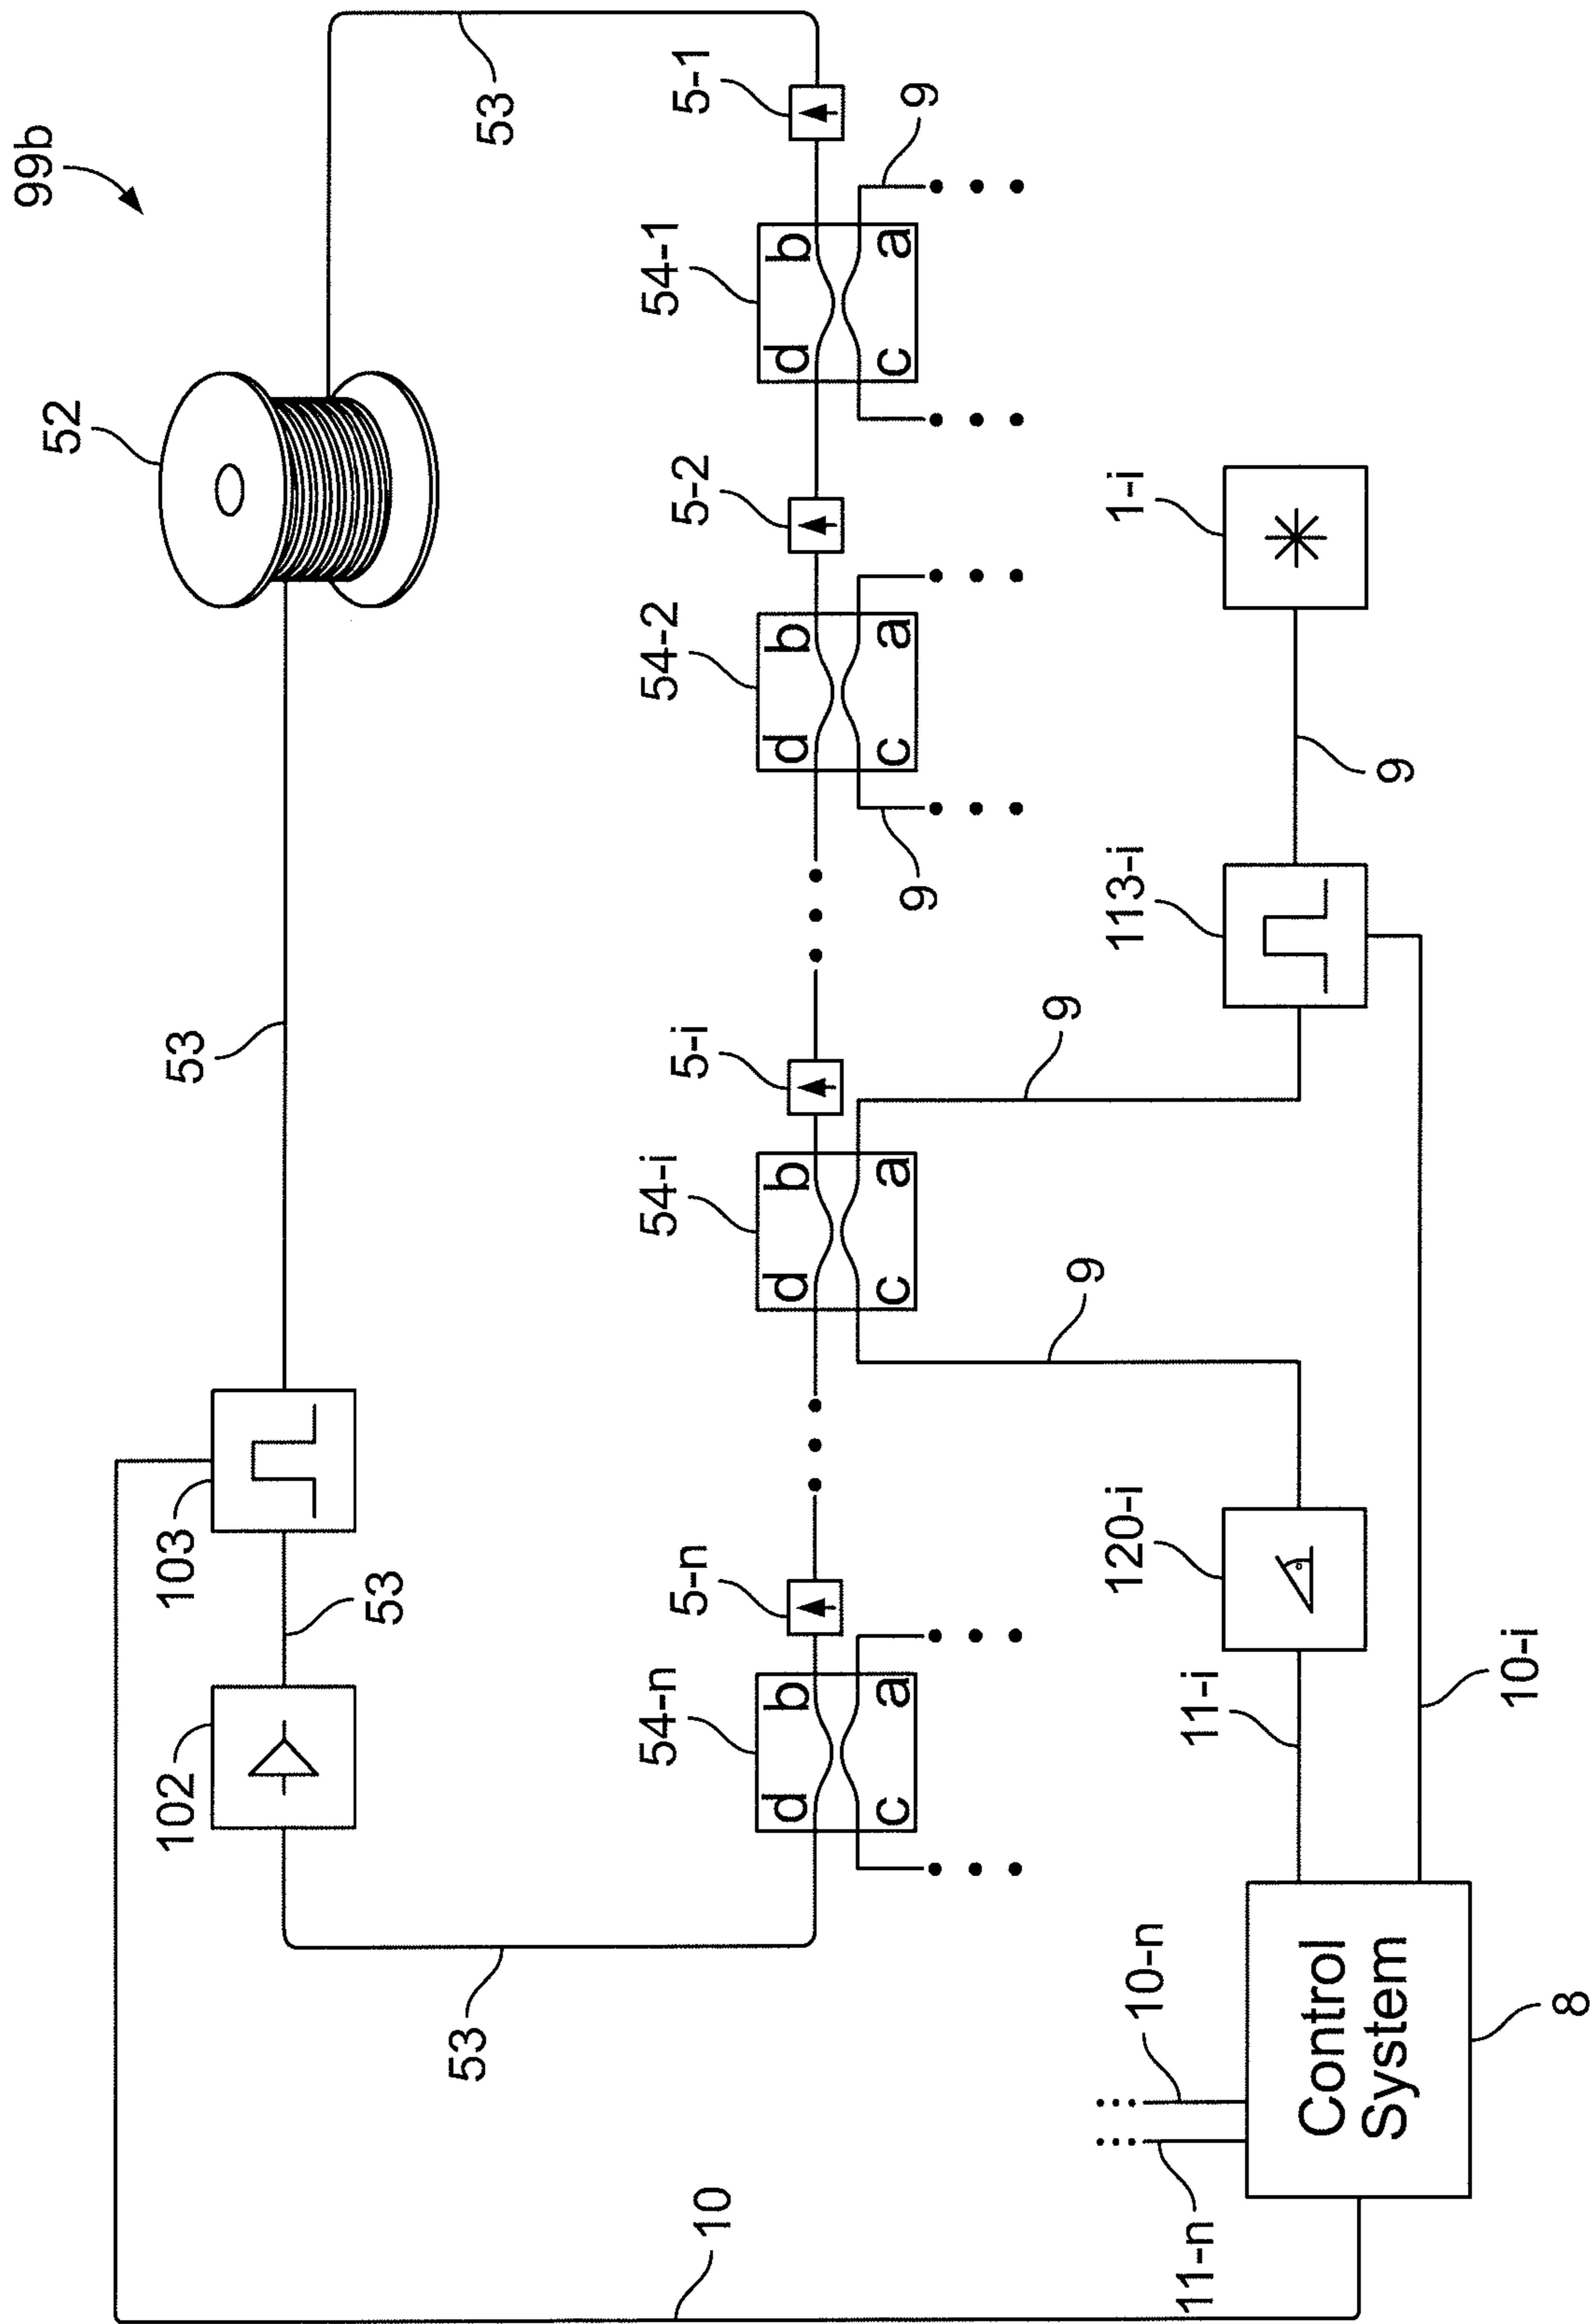 99b
52
102
103
53
53
53
53
54-n
5-n
54-i
5-i
54-2
5-2
54-1
5-1
10
d b
d b
d b
d b
c a
c a
c a
c a
9
9
9
9
120-i
113-i
1-i
10-n
11-n
11-i
Control
System
9
10-i
8